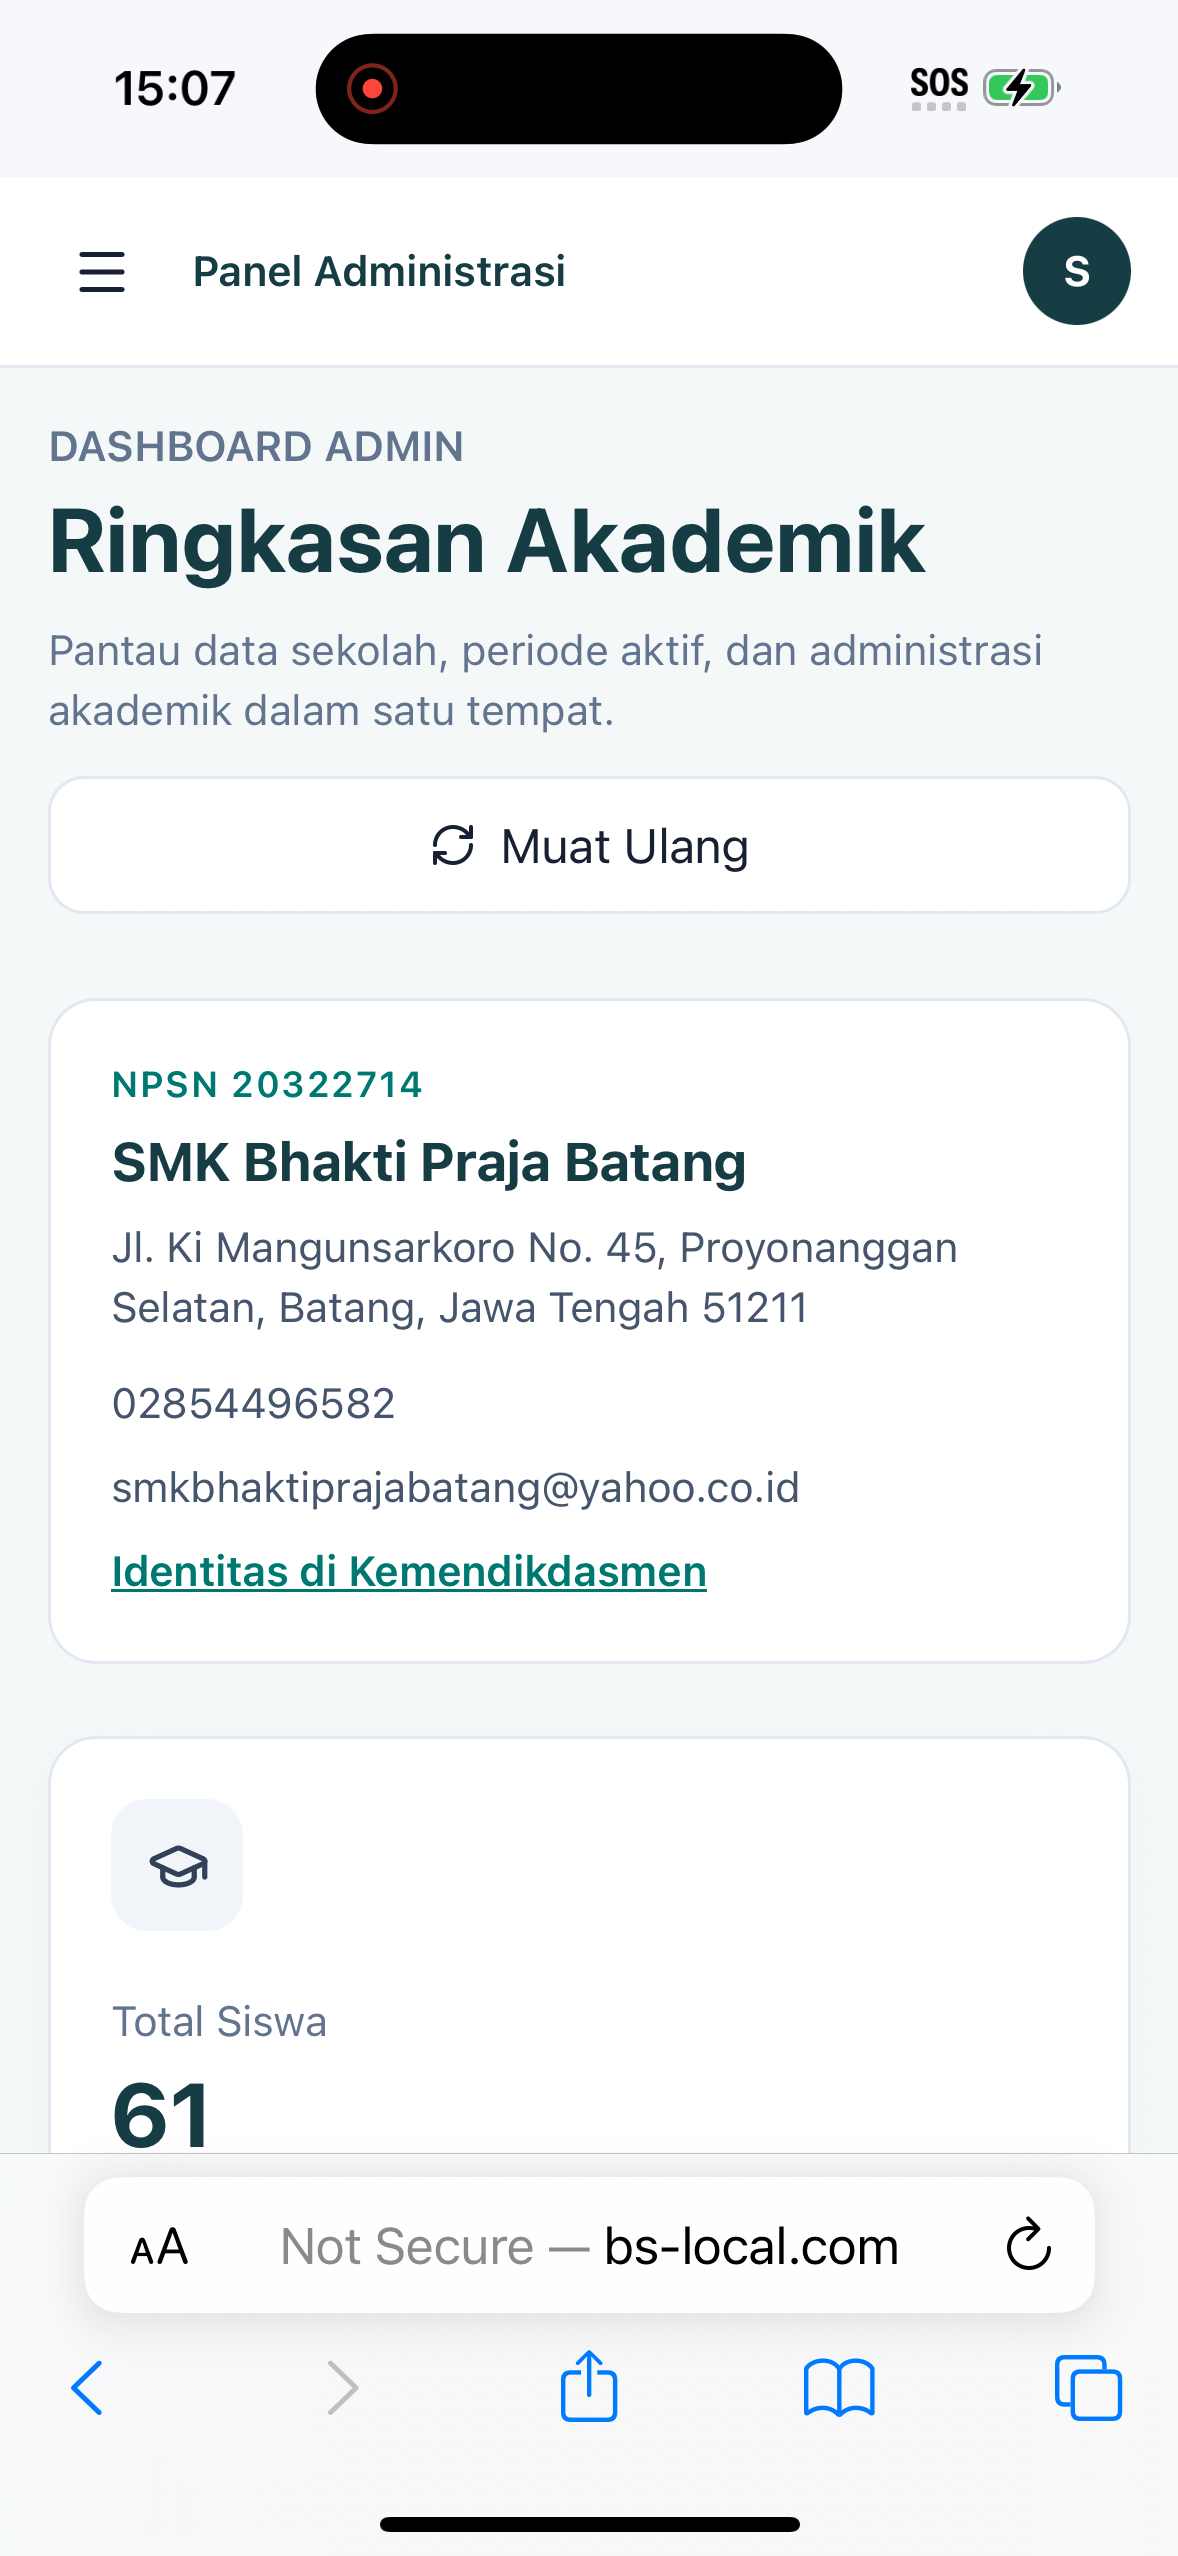 15:07
SOS
Panel Administrasi
S
DASHBOARD ADMIN
Ringkasan Akademik
Pantau data sekolah, periode aktif, dan administrasi
akademik dalam satu tempat.
Muat Ulang
NPSN 20322714
SMK Bhakti Praja Batang
Jl. Ki Mangunsarkoro No. 45, Proyonanggan
Selatan, Batang, Jawa Tengah 51211
02854496582
smkbhaktiprajabatang@yahoo.co.id
Identitas di Kemendikdasmen
Total Siswa
61
AA Not Secure — bs-local.com